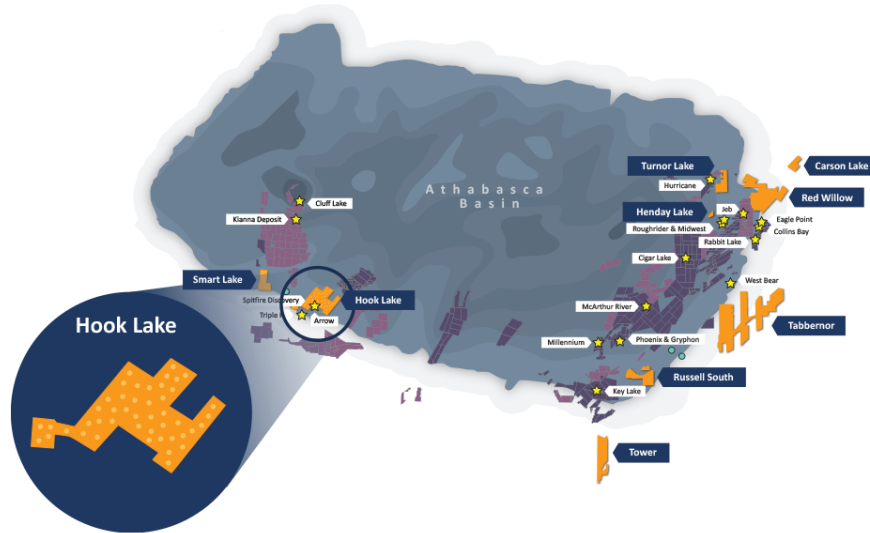 Turnor Lake
Carson Lake
Hurricane
Athabasca
Basin
Red Willow
Cluff Lake
Henday Lake
Jeb
Kianna Deposit
Eagle Point
Roughrider & Midwest
Collins Bay
Rabbit Lake
Cigar Lake
Smart Lake
West Bear
Spitfire Discovery
Hook Lake
McArthur River
Triple
Arrow
Hook Lake
Tabbernor
Millennium
Phoenix & Gryphon
Russell South
Key Lake
Tower